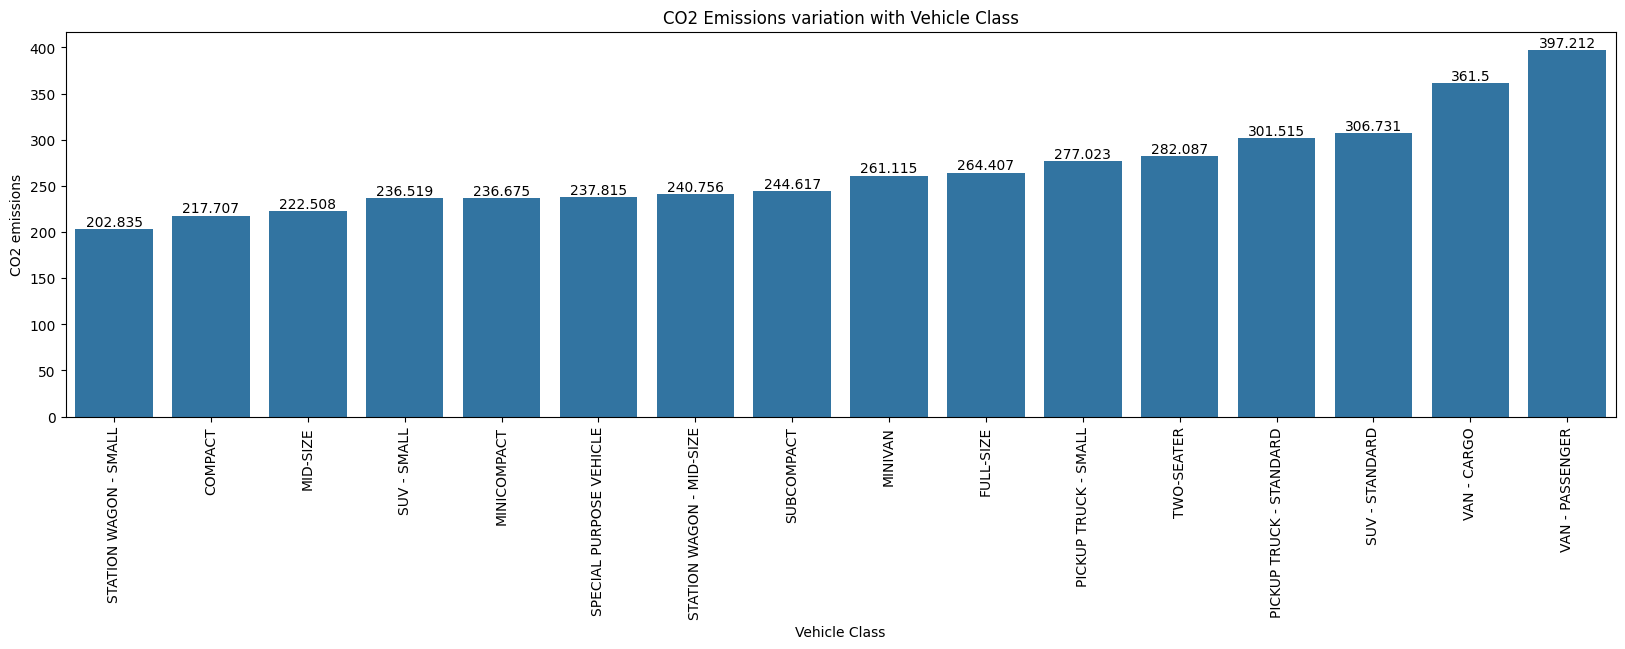 CO2 Emissions variation with Vehicle Class
CO2 emissions
400
350
300
250
200
150
100
50
0
202.835
217.707
222.508
236.519
236.675
237.815
240.756
244.617
261.115
264.407
277.023
282.087
301.515
306.731
361.5
397.212
STATION WAGON - SMALL
COMPACT
MID-SIZE
SUV - SMALL
MINICOMPACT
SPECIAL PURPOSE VEHICLE
STATION WAGON - MID-SIZE
SUBCOMPACT
MINIVAN
FULL-SIZE
PICKUP TRUCK - SMALL
TWO-SEATER
PICKUP TRUCK - STANDARD
SUV - STANDARD
VAN - CARGO
VAN - PASSENGER
Vehicle Class